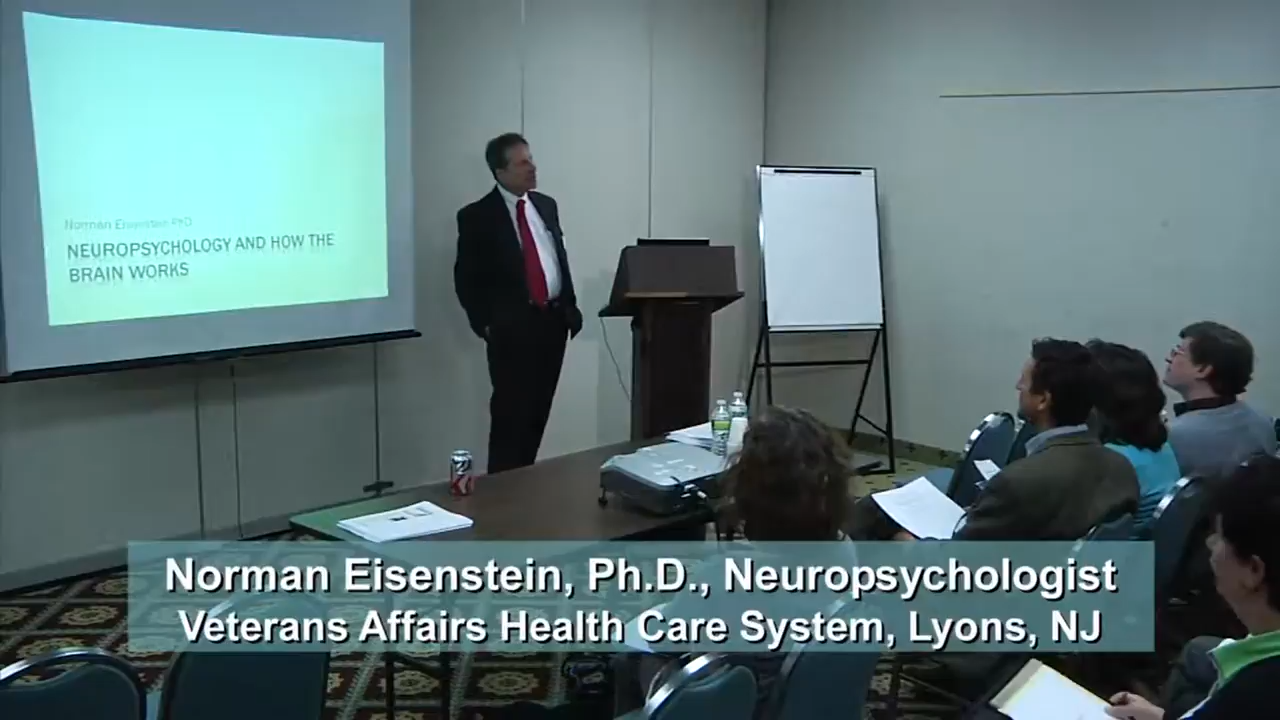 Norman Eisenstein PhD
NEUROPSYCHOLOGY AND HOW THE
BRAIN WORKS
Norman Eisenstein, Ph.D., Neuropsychologist
Veterans Affairs Health Care System, Lyons, NJ